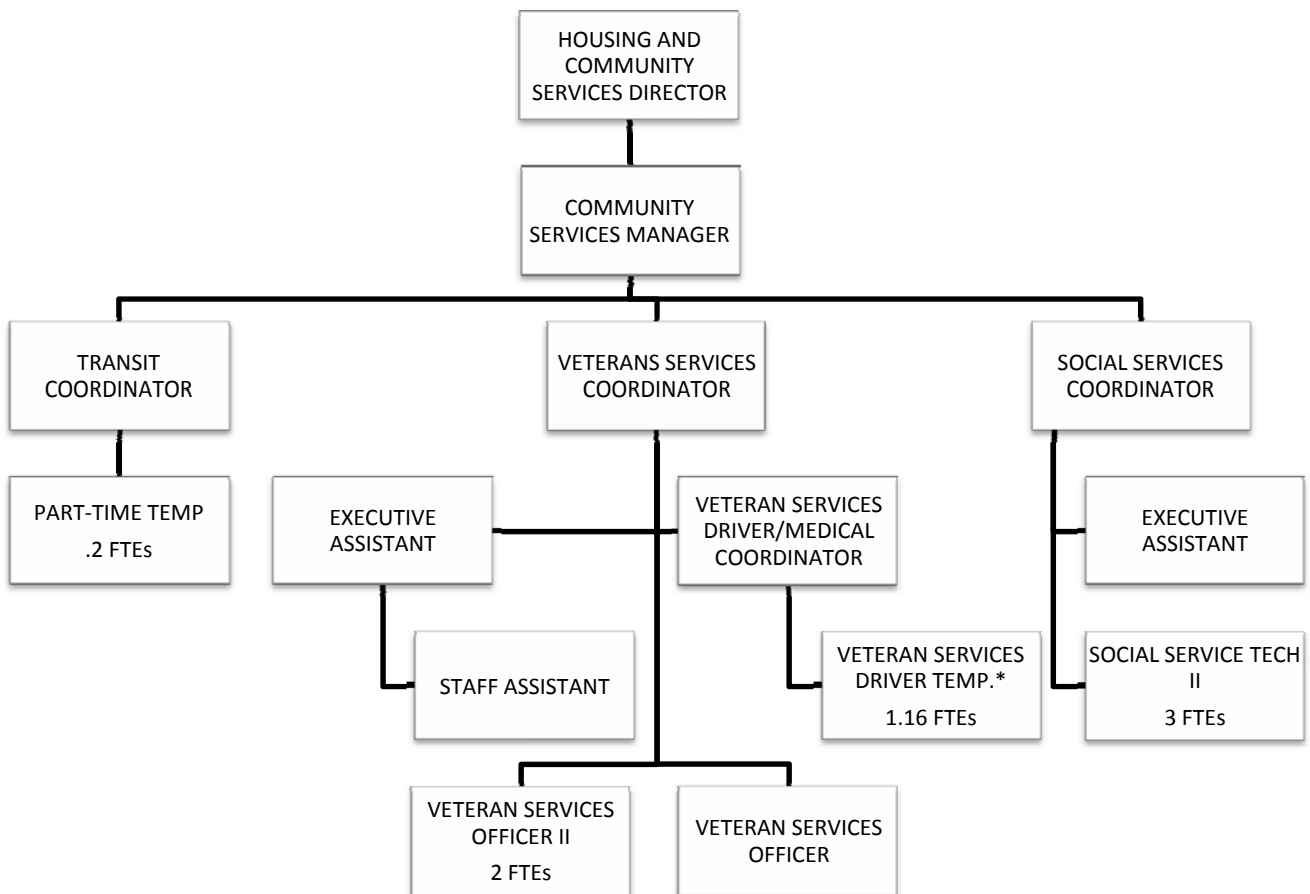 HOUSING AND
COMMUNITY
SERVICES DIRECTOR
COMMUNITY
SERVICES MANAGER
TRANSIT
COORDINATOR
VETERANS SERVICES
COORDINATOR
SOCIAL SERVICES
COORDINATOR
PART-TIME TEMP
.2 FTEs
EXECUTIVE
ASSISTANT
VETERAN SERVICES
DRIVER/MEDICAL
COORDINATOR
EXECUTIVE
ASSISTANT
STAFF ASSISTANT
VETERAN SERVICES
DRIVER TEMP.*
1.16 FTEs
SOCIAL SERVICE TECH
II
3 FTEs
VETERAN SERVICES
OFFICER II
2 FTEs
VETERAN SERVICES
OFFICER